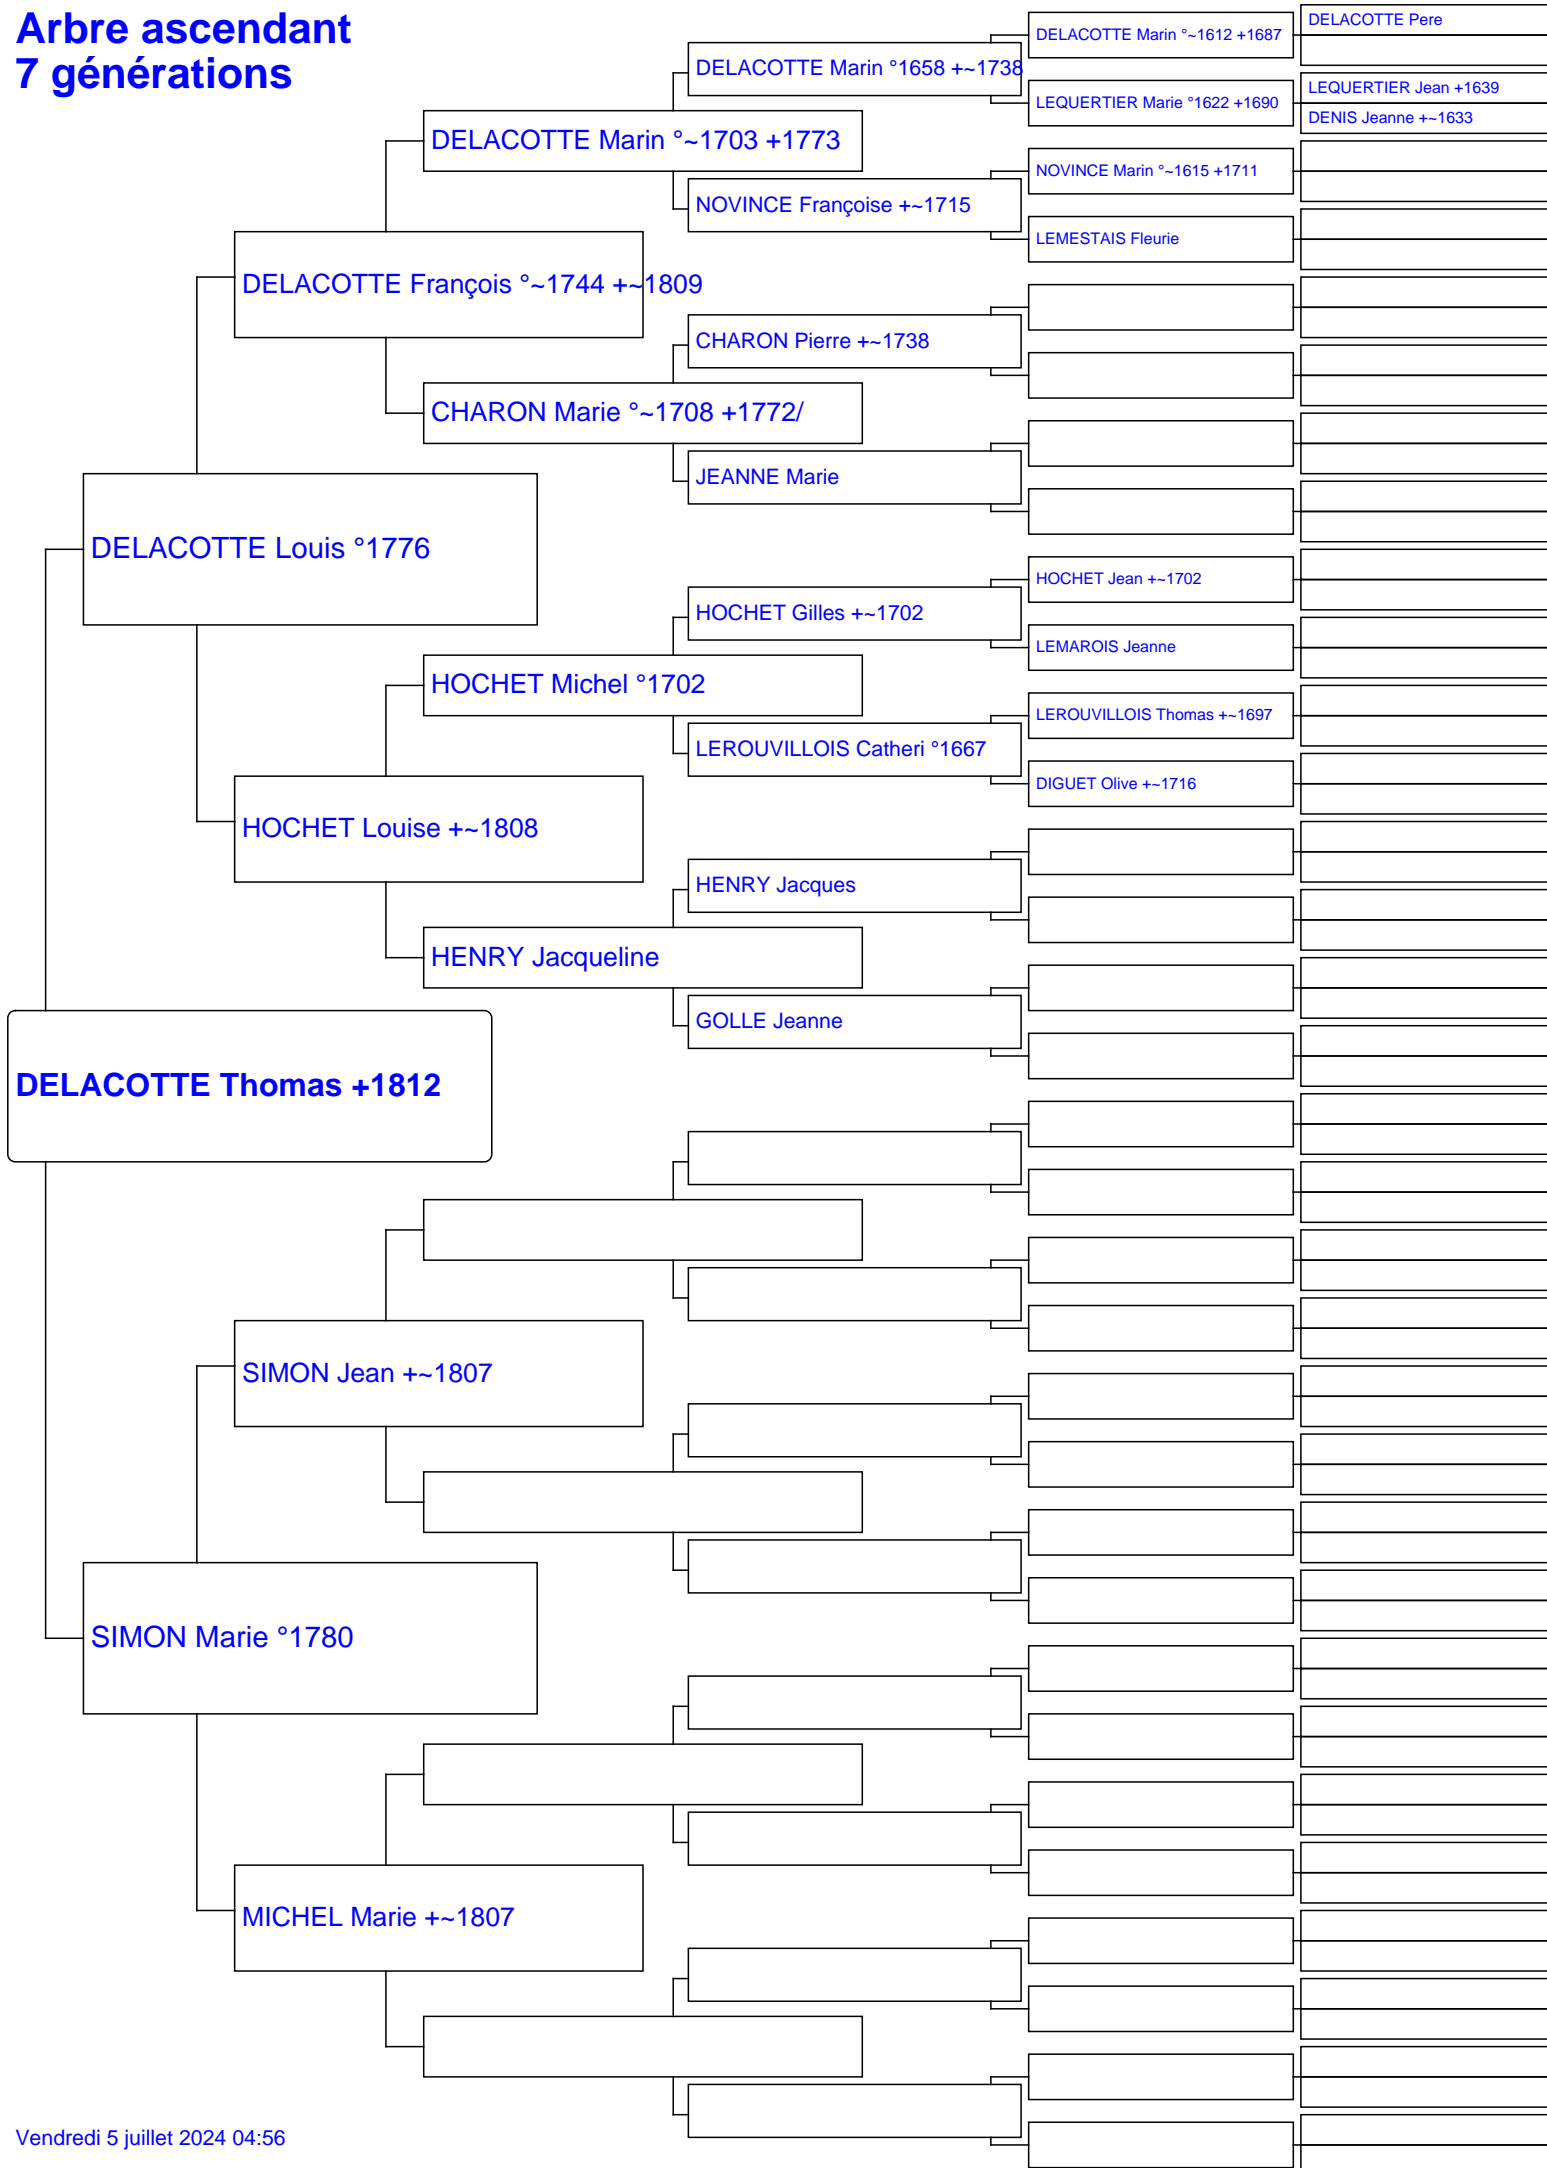 Arbre ascendant
7 générations
DELACOTTE Pere
DELACOTTE Marin °~1612 +1687
DELACOTTE Marin °1658 +~1738
LEQUERTIER Jean +1639
LEQUERTIER Marie °1622 +1690
DENIS Jeanne +~1633
DELACOTTE Marin °~1703 +1773
NOVINCE Marin °~1615 +1711
NOVINCE Françoise +~1715
LEMESTAIS Fleurie
DELACOTTE François °~1744 +~1809
CHARON Pierre +~1738
CHARON Marie °~1708 +1772/
JEANNE Marie
DELACOTTE Louis °1776
HOCHET Jean +~1702
HOCHET Gilles +~1702
LEMAROIS Jeanne
HOCHET Michel °1702
LEROUVILLOIS Thomas +~1697
LEROUVILLOIS Catheri °1667
DIGUET Olive +~1716
HOCHET Louise +~1808
HENRY Jacques
HENRY Jacqueline
GOLLE Jeanne
DELACOTTE Thomas +1812
SIMON Jean +~1807
SIMON Marie °1780
MICHEL Marie +~1807
Vendredi 5 juillet 2024 04:56